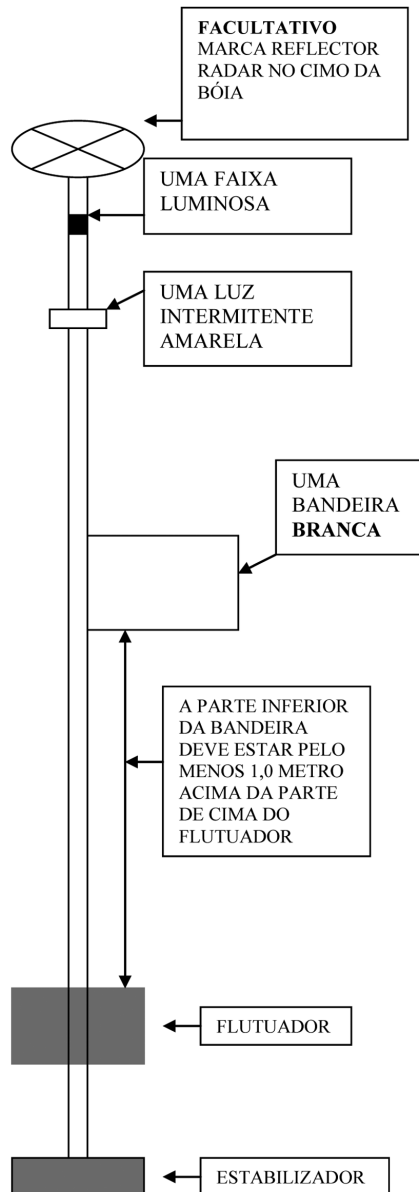 FACULTATIVO
MARCA REFLECTOR
RADAR NO CIMO DA
BÓIA
UMA FAIXA
LUMINOSA
UMA LUZ
INTERMITENTE
AMARELA
UMA
BANDEIRA
BRANCA
A PARTE INFERIOR
DA BANDEIRA
DEVE ESTAR PELO
MENOS 1,0 METRO
ACIMA DA PARTE
DE CIMA DO
FLUTUADOR
FLUTUADOR
ESTABILIZADOR